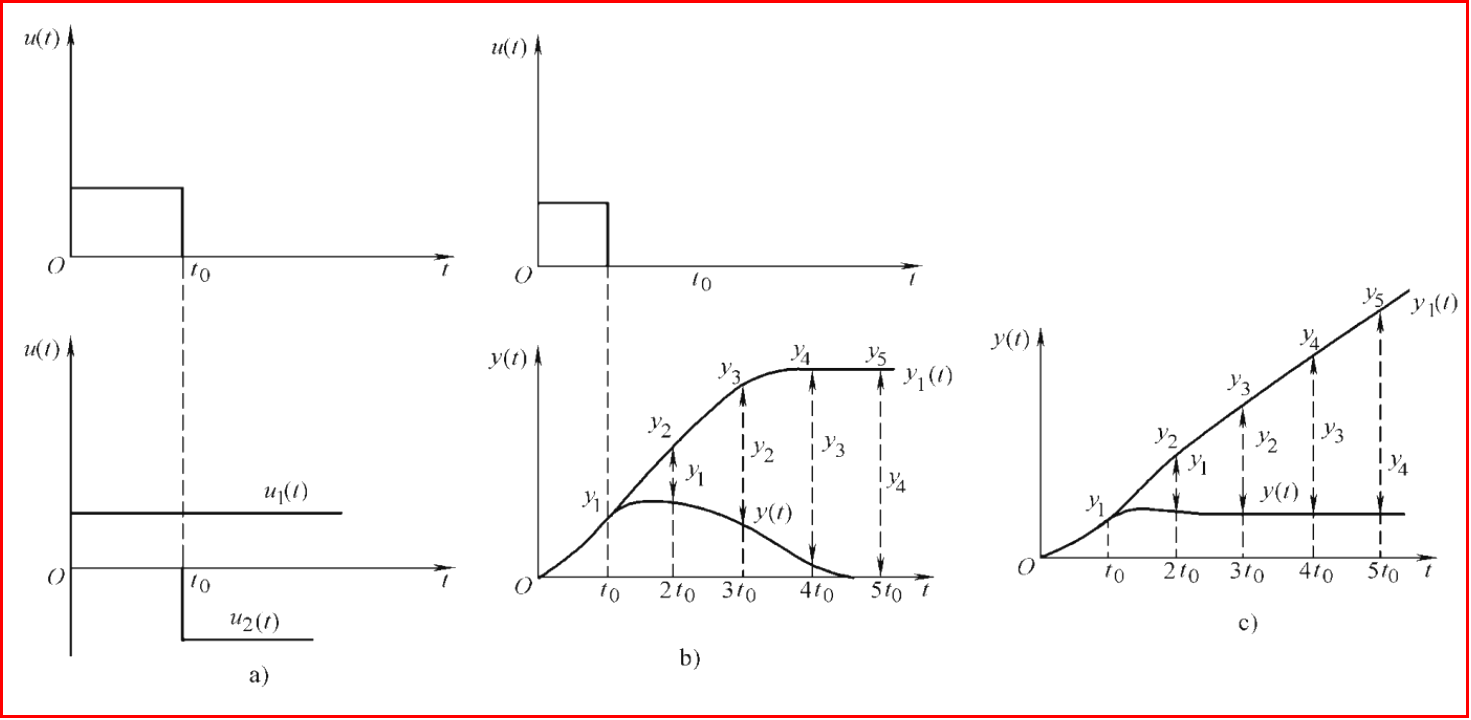 u(t)
O
t₀
t
u(t)
u₁(t)
O
t₀
t
u₂(t)
a)
u(t)
O
t₀
t
y(t)
y₁
y₂
y₃
y₄
y₅
y₁(t)
y₁
y₂
y₃
y₄
y(t)
O
t₀
2t₀
3t₀
4t₀
5t₀
t
b)
y(t)
y₁
y₂
y₃
y₄
y₅
y₁(t)
y₁
y₂
y₃
y₄
y(t)
O
t₀
2t₀
3t₀
4t₀
5t₀
t
c)